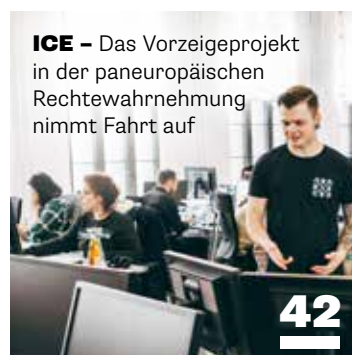 ICE – Das Vorzeigeprojekt
in der paneuropäischen
Rechtewahrnehmung
nimmt Fahrt auf
42